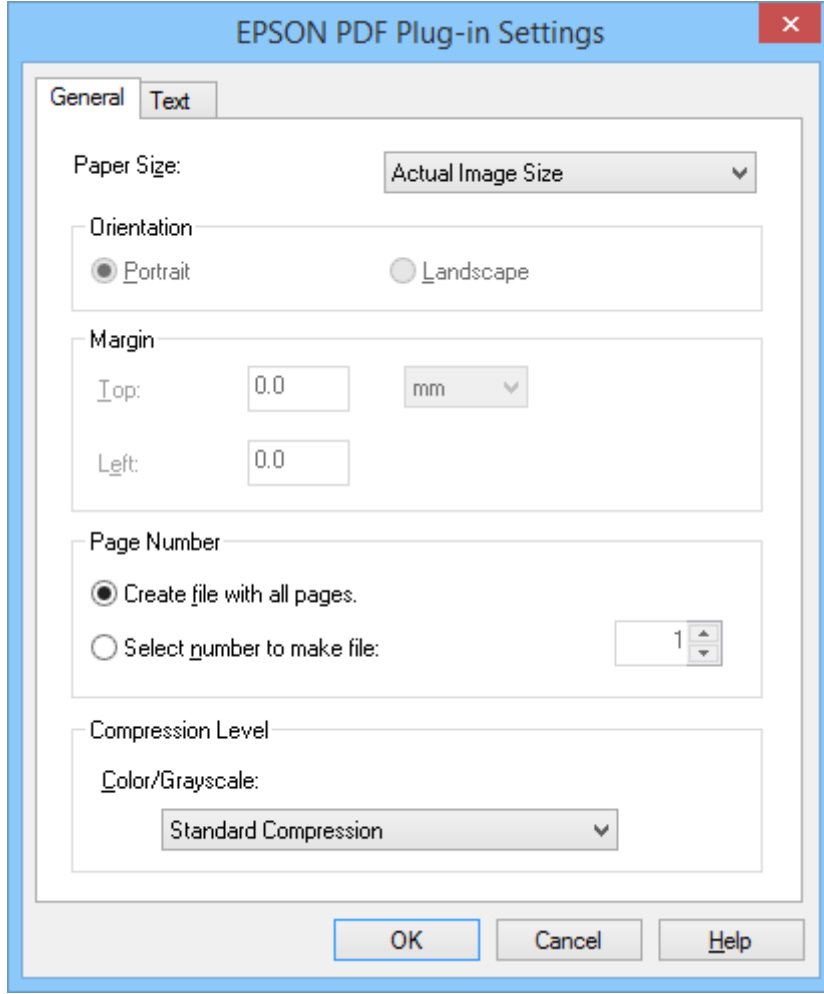 EPSON PDF Plug-in Settings
General Text
Paper Size: Actual Image Size
Orientation
Portrait Landscape
Margin
Top: 0.0 mm
Left: 0.0
Page Number
Create file with all pages.
Select number to make file: 1
Compression Level
Color/Grayscale:
Standard Compression
OK Cancel Help